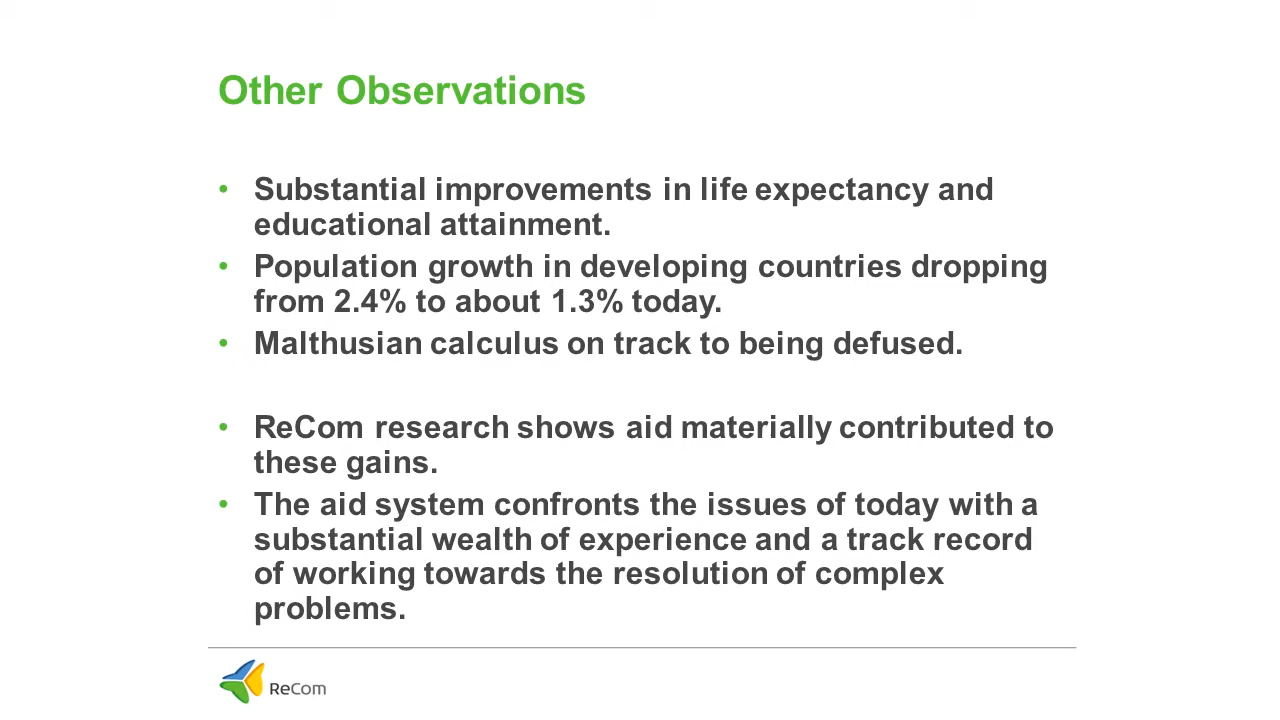 Other Observations
• Substantial improvements in life expectancy and
educational attainment.
• Population growth in developing countries dropping
from 2.4% to about 1.3% today.
• Malthusian calculus on track to being defused.
• ReCom research shows aid materially contributed to
these gains.
• The aid system confronts the issues of today with a
substantial wealth of experience and a track record
of working towards the resolution of complex
problems.
ReCom